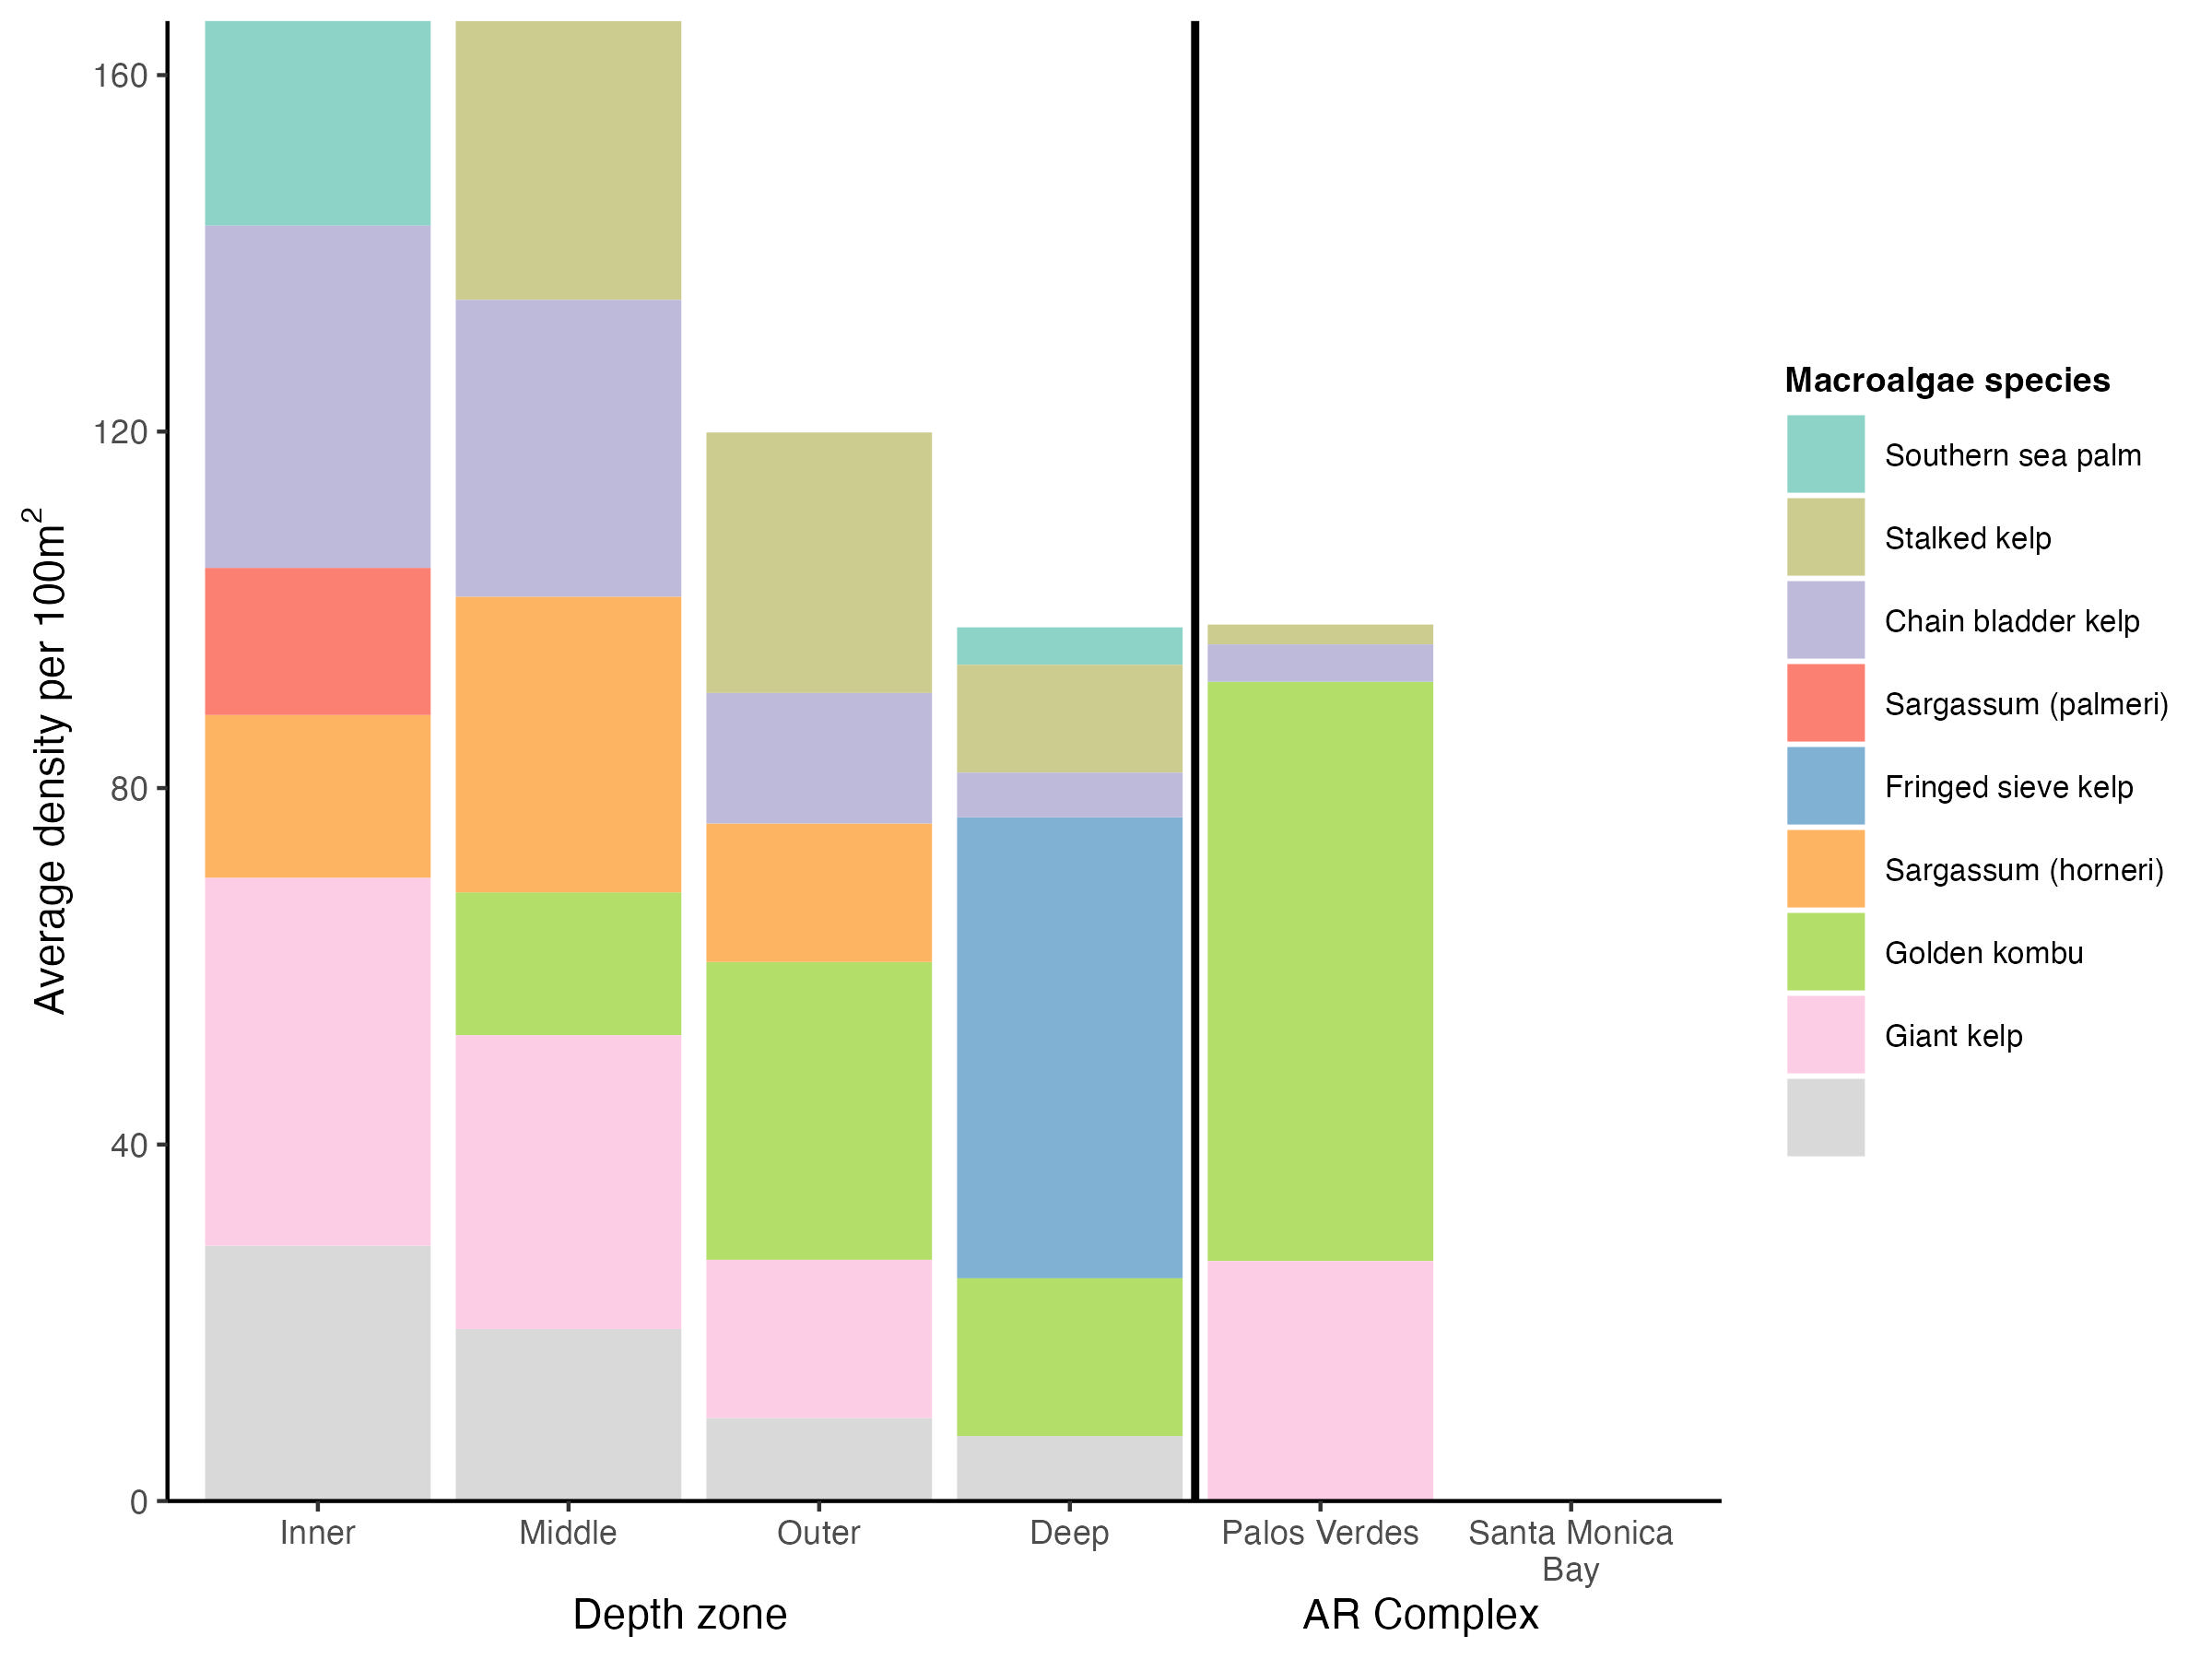 Average density per 100m²
160
120
80
40
0
Inner
Middle
Outer
Deep
Palos Verdes
Santa Monica
Bay
Depth zone
AR Complex
Macroalgae species
Southern sea palm
Stalked kelp
Chain bladder kelp
Sargassum (palmeri)
Fringed sieve kelp
Sargassum (horneri)
Golden kombu
Giant kelp